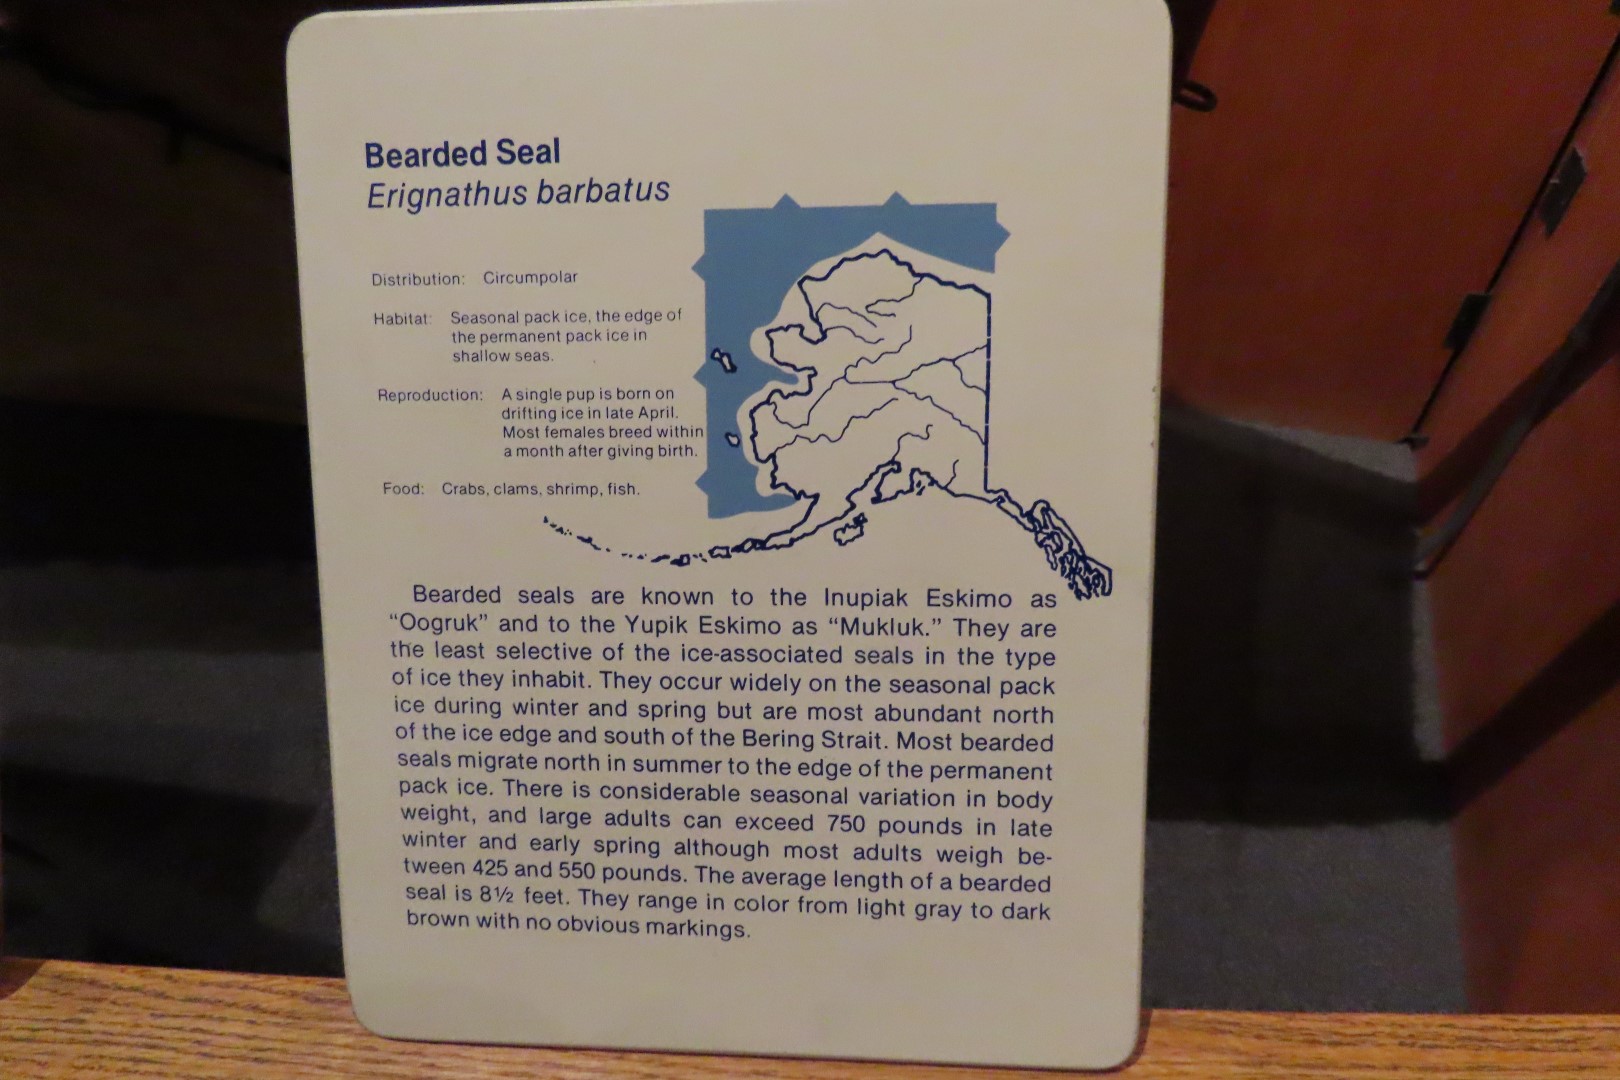 Bearded Seal
Erignathus barbatus
Distribution: Circumpolar
Habitat: Seasonal pack ice, the edge of
the permanent pack ice in
shallow seas.
Reproduction: A single pup is born on
drifting ice in late April.
Most females breed within
a month after giving birth.
Food: Crabs, clams, shrimp, fish.
Bearded seals are known to the Inupiak Eskimo as
“Oogruk” and to the Yupik Eskimo as “Mukluk.” They are
the least selective of the ice-associated seals in the type
of ice they inhabit. They occur widely on the seasonal pack
ice during winter and spring but are most abundant north
of the ice edge and south of the Bering Strait. Most bearded
seals migrate north in summer to the edge of the permanent
pack ice. There is considerable seasonal variation in body
weight, and large adults can exceed 750 pounds in late
winter and early spring although most adults weigh be-
tween 425 and 550 pounds. The average length of a bearded
seal is 8½ feet. They range in color from light gray to dark
brown with no obvious markings.